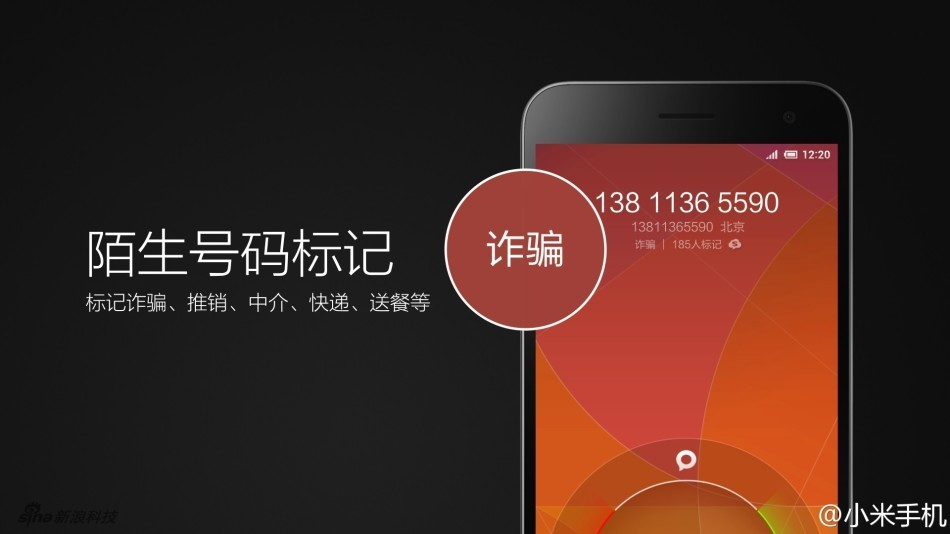 12:20
138 1136 5590
13811365590 北京
诈骗 | 185人标记
诈骗
陌生号码标记
标记诈骗、推销、中介、快递、送餐等
sina新浪科技
@小米手机